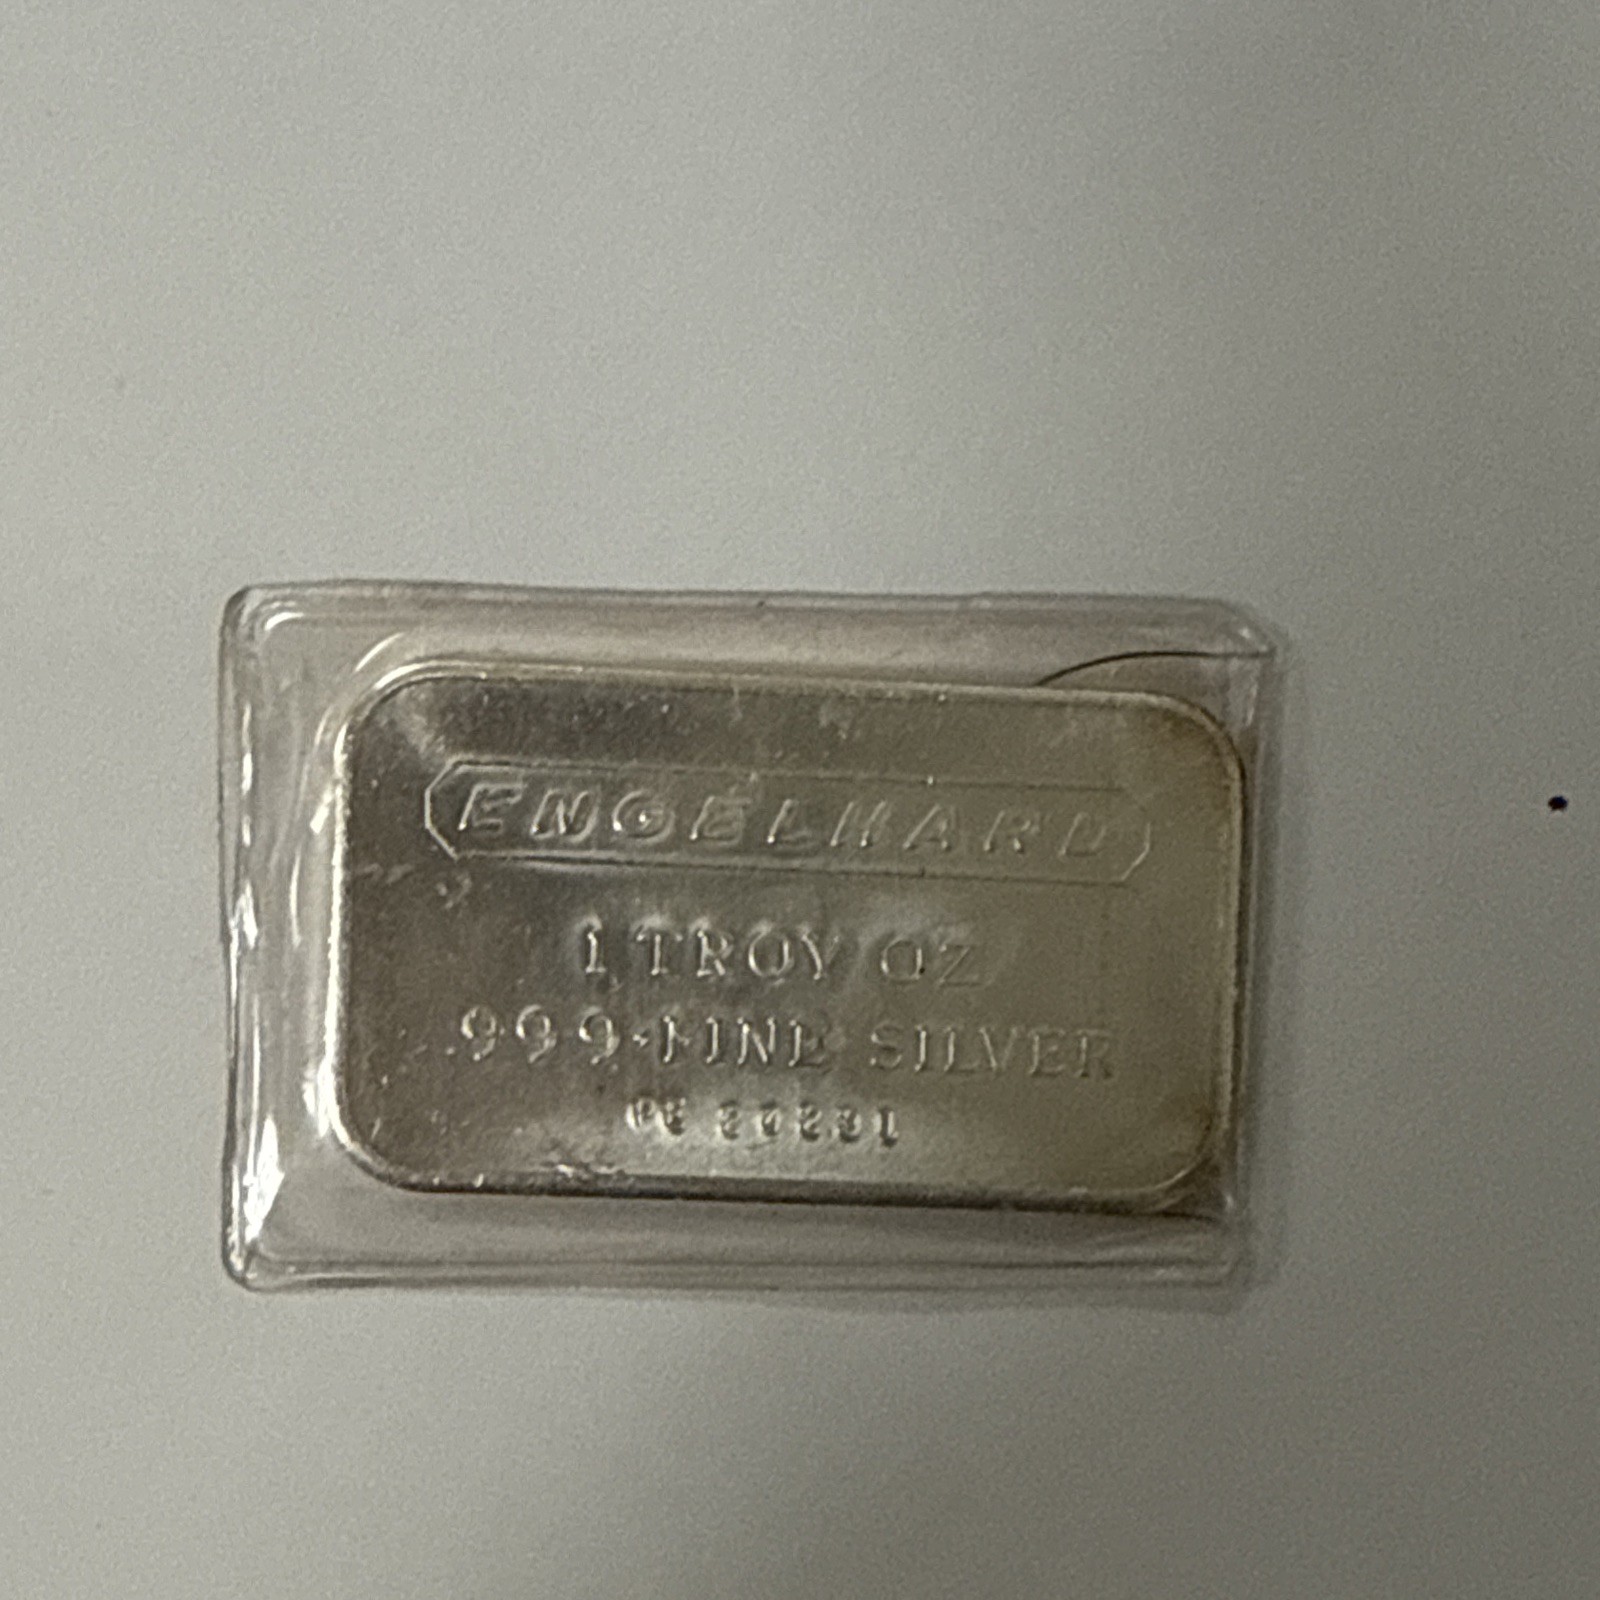 ENGELHARD
1 TROY OZ
999+FINE SILVER